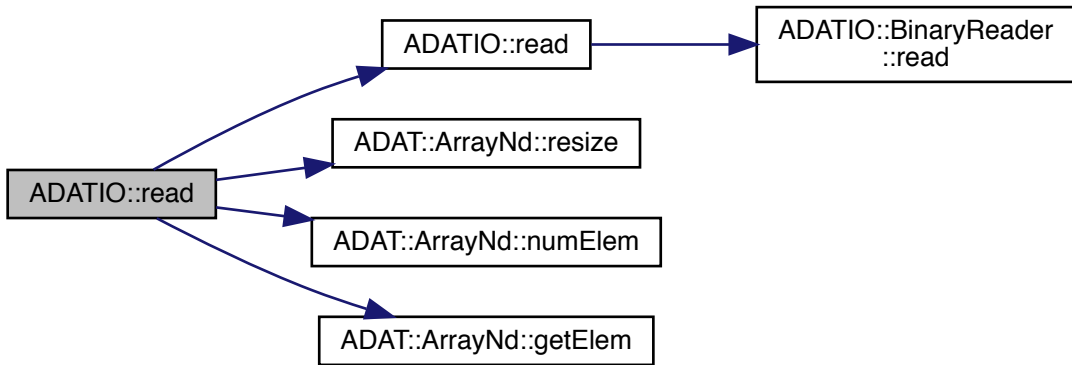 ADATIO::read
ADATIO::read
ADATIO::BinaryReader
::read
ADAT::ArrayNd::resize
ADAT::ArrayNd::numElem
ADAT::ArrayNd::getElem